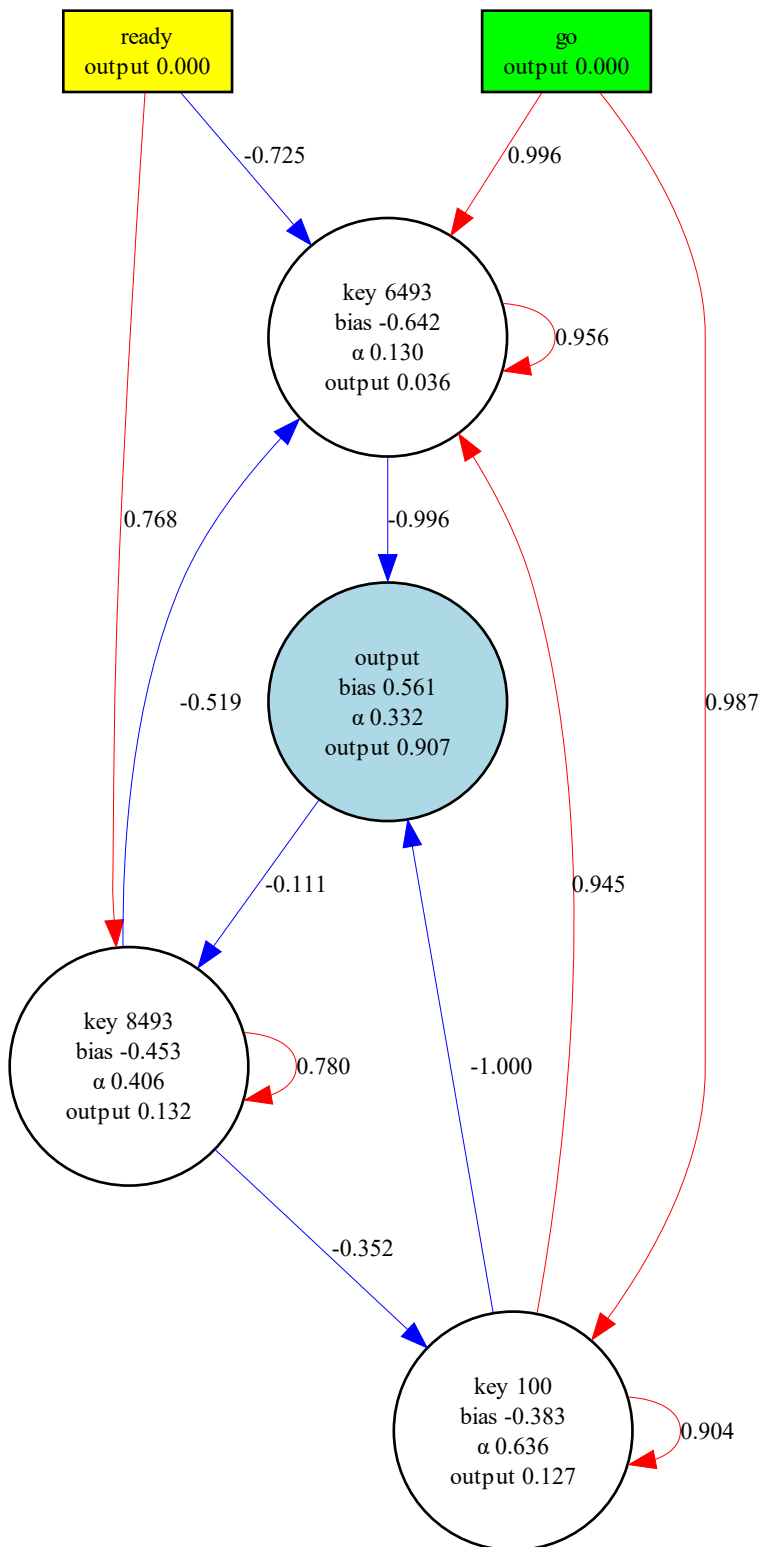 ready
output 0.000
go
output 0.000
-0.725
0.996
key 6493
bias -0.642
α 0.130
output 0.036
0.956
0.768
-0.996
-0.519
output
bias 0.561
α 0.332
output 0.907
0.987
-0.111
0.945
key 8493
bias -0.453
α 0.406
output 0.132
0.780
-1.000
-0.352
key 100
bias -0.383
α 0.636
output 0.127
0.904